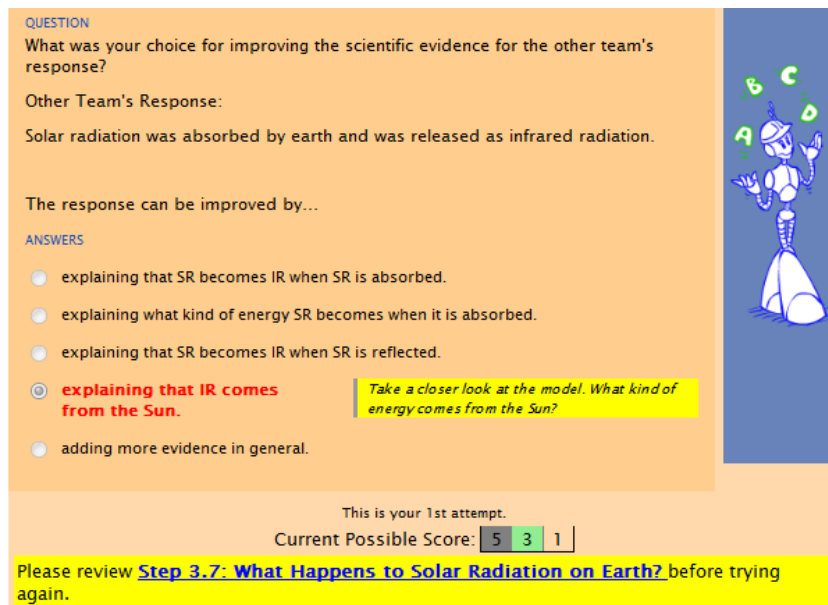 QUESTION
What was your choice for improving the scientific evidence for the other team's
response?
Other Team's Response:
Solar radiation was absorbed by earth and was released as infrared radiation.
The response can be improved by...
ANSWERS
explaining that SR becomes IR when SR is absorbed.
explaining what kind of energy SR becomes when it is absorbed.
explaining that SR becomes IR when SR is reflected.
explaining that IR comes
from the Sun.
Take a closer look at the model. What kind of
energy comes from the Sun?
adding more evidence in general.
A B C D
This is your 1st attempt.
Current Possible Score: 5 3 1
Please review Step 3.7: What Happens to Solar Radiation on Earth? before trying
again.